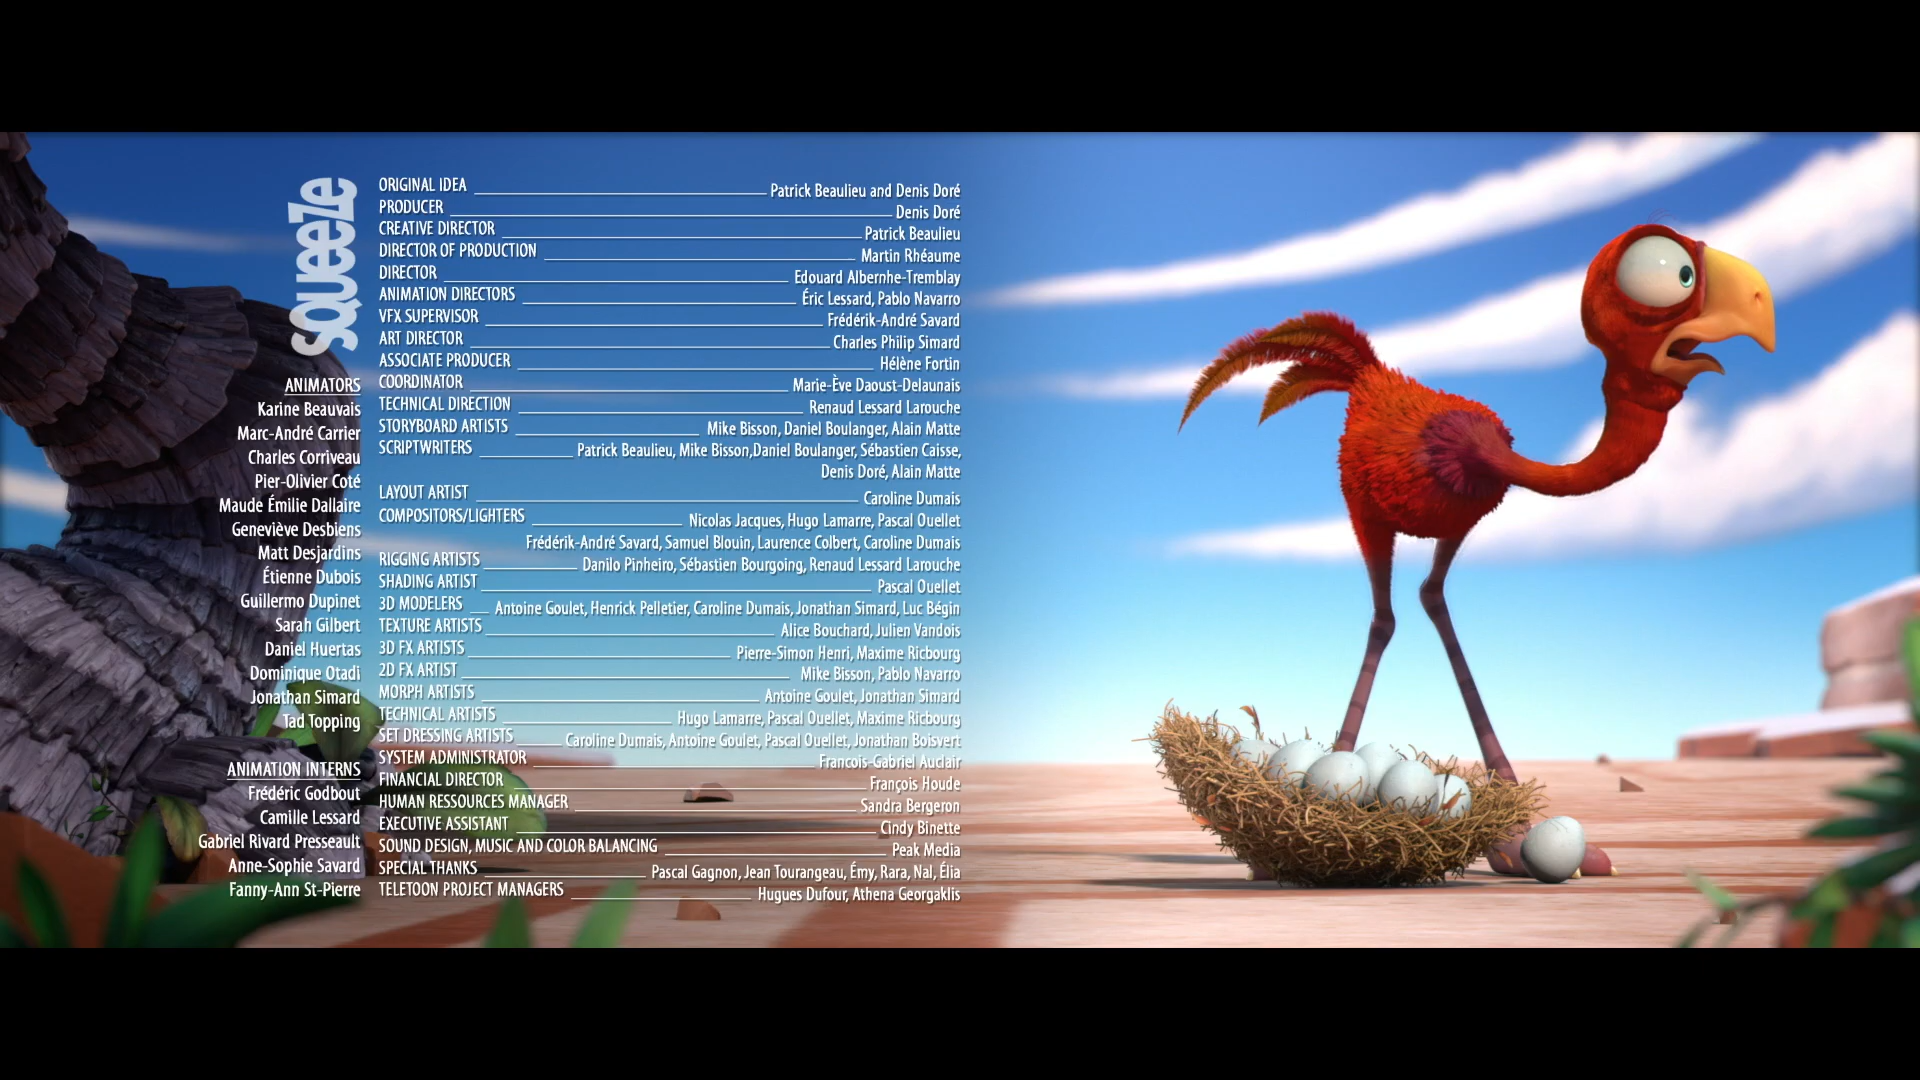 squeeze
ANIMATORS
Karine Beauvais
Marc-André Carrier
Charles Corriveau
Pier-Olivier Coté
Maude Émilie Dallaire
Geneviève Desbiens
Matt Desjardins
Étienne Dubois
Guillermo Dupinet
Sarah Gilbert
Daniel Huertas
Dominique Otadi
Jonathan Simard
Tad Topping
ANIMATION INTERNS
Frédéric Godbout
Camille Lessard
Gabriel Rivard Presseault
Anne-Sophie Savard
Fanny-Ann St-Pierre
ORIGINAL IDEA Patrick Beaulieu and Denis Doré
PRODUCER Denis Doré
CREATIVE DIRECTOR Patrick Beaulieu
DIRECTOR OF PRODUCTION Martin Rhéaume
DIRECTOR Edouard Albernhe-Tremblay
ANIMATION DIRECTORS Éric Lessard, Pablo Navarro
VFX SUPERVISOR Frédérik-André Savard
ART DIRECTOR Charles Philip Simard
ASSOCIATE PRODUCER Hélène Fortin
COORDINATOR Marie-Ève Daoust-Delaunais
TECHNICAL DIRECTION Renaud Lessard Larouche
STORYBOARD ARTISTS Mike Bisson, Daniel Boulanger, Alain Matte
SCRIPTWRITERS Patrick Beaulieu, Mike Bisson,Daniel Boulanger, Sébastien Caisse,
Denis Doré, Alain Matte
LAYOUT ARTIST Caroline Dumais
COMPOSITORS/LIGHTERS Nicolas Jacques, Hugo Lamarre, Pascal Ouellet
Frédérik-André Savard, Samuel Blouin, Laurence Colbert, Caroline Dumais
RIGGING ARTISTS Danilo Pinheiro, Sébastien Bourgoing, Renaud Lessard Larouche
SHADING ARTIST Pascal Ouellet
3D MODELERS Antoine Goulet, Henrick Pelletier, Caroline Dumais, Jonathan Simard, Luc Bégin
TEXTURE ARTISTS Alice Bouchard, Julien Vandois
3D FX ARTISTS Pierre-Simon Henri, Maxime Ricbourg
2D FX ARTIST Mike Bisson, Pablo Navarro
MORPH ARTISTS Antoine Goulet, Jonathan Simard
TECHNICAL ARTISTS Hugo Lamarre, Pascal Ouellet, Maxime Ricbourg
SET DRESSING ARTISTS Caroline Dumais, Antoine Goulet, Pascal Ouellet, Jonathan Boisvert
SYSTEM ADMINISTRATOR Francois-Gabriel Auclair
FINANCIAL DIRECTOR François Houde
HUMAN RESSOURCES MANAGER Sandra Bergeron
EXECUTIVE ASSISTANT Cindy Binette
SOUND DESIGN, MUSIC AND COLOR BALANCING Peak Media
SPECIAL THANKS Pascal Gagnon, Jean Tourangeau, Émy, Rara, Nal, Élia
TELETOON PROJECT MANAGERS Hugues Dufour, Athena Georgaklis